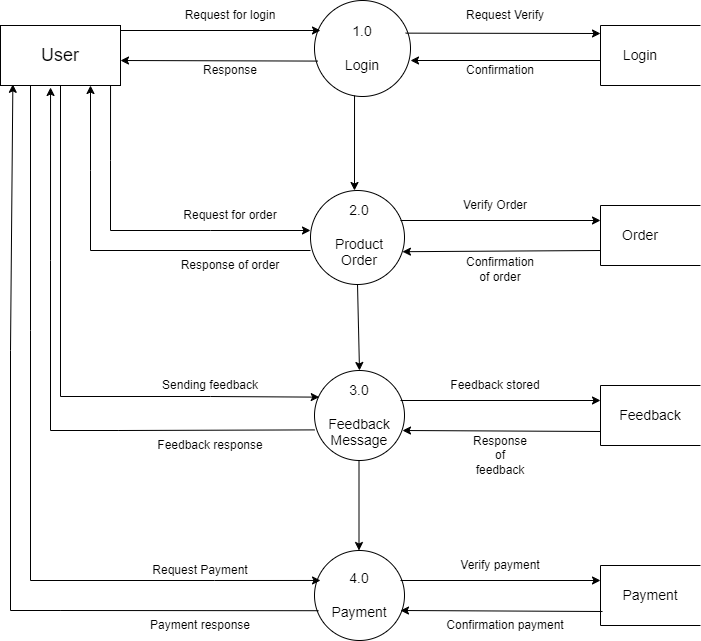 Request for login
1.0
Request Verify
User
Login
Login
Response
Confirmation
2.0
Verify Order
Request for order
Product
Order
Order
Response of order
Confirmation
of order
3.0
Sending feedback
Feedback stored
Feedback
Message
Feedback
Feedback response
Response
of
feedback
4.0
Request Payment
Verify payment
Payment
Payment
Payment response
Confirmation payment